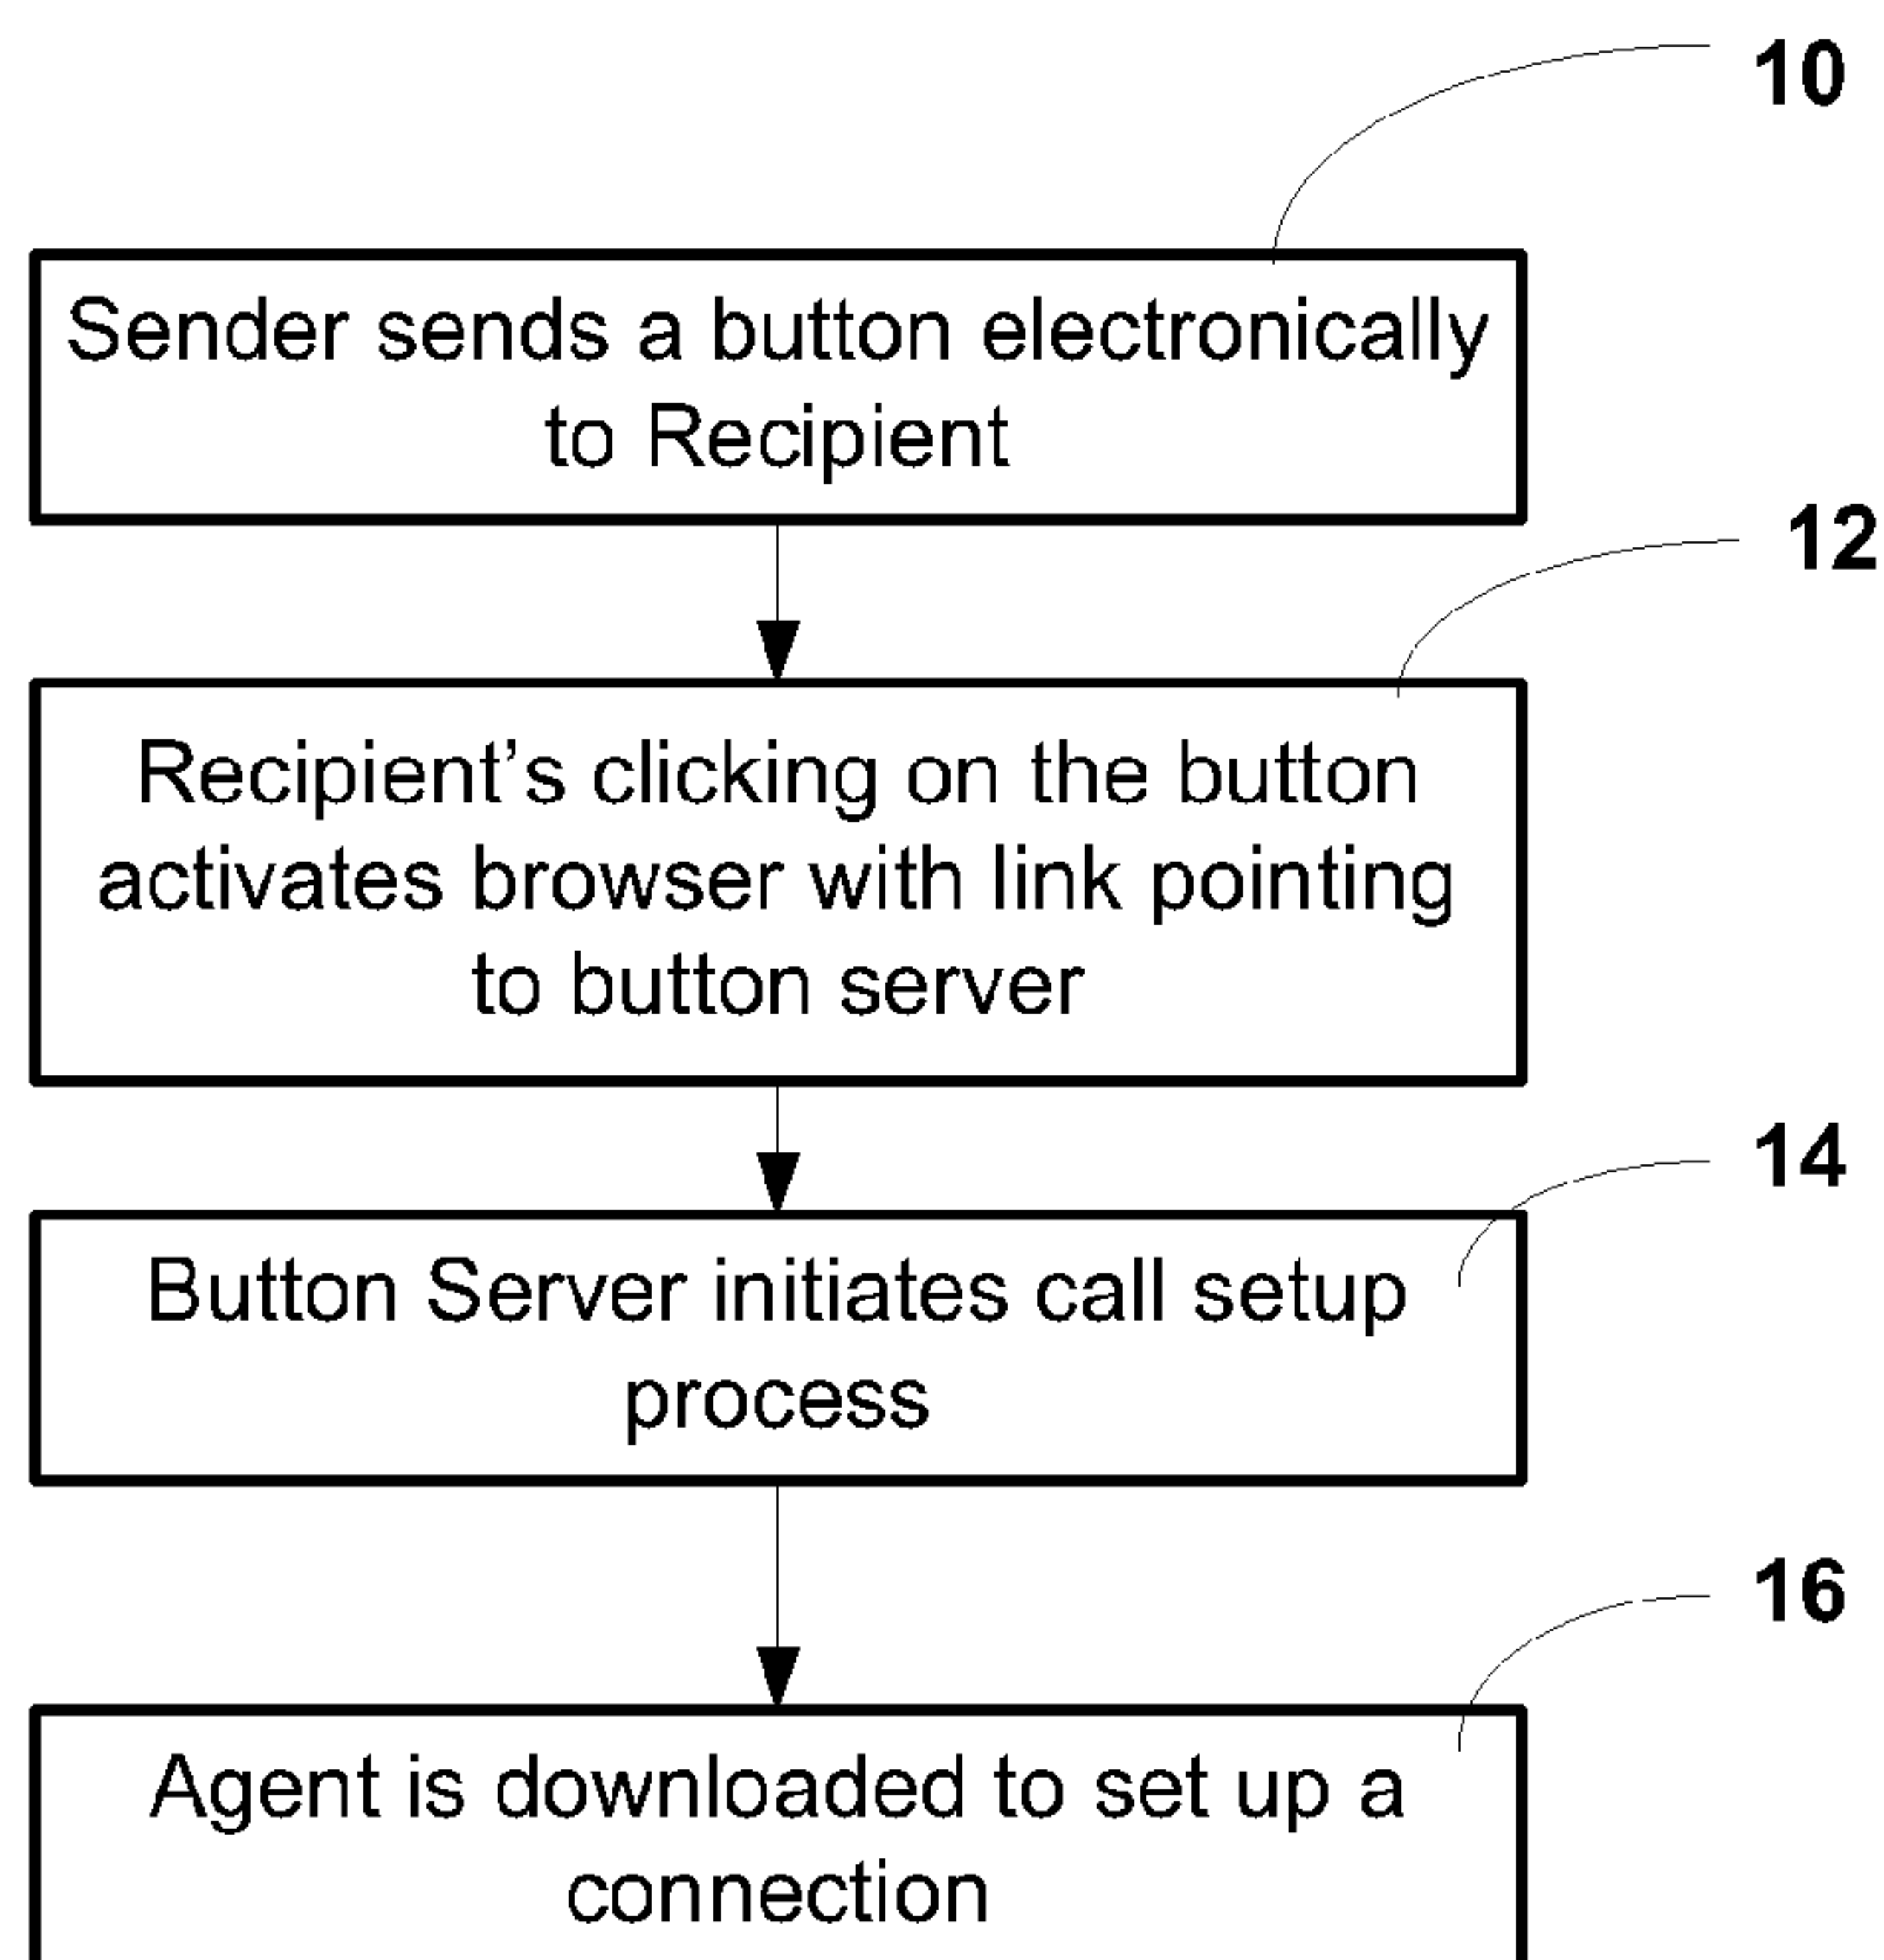 10
Sender sends a button electronically
to Recipient
12
Recipient’s clicking on the button
activates browser with link pointing
to button server
14
Button Server initiates call setup
process
16
Agent is downloaded to set up a
connection